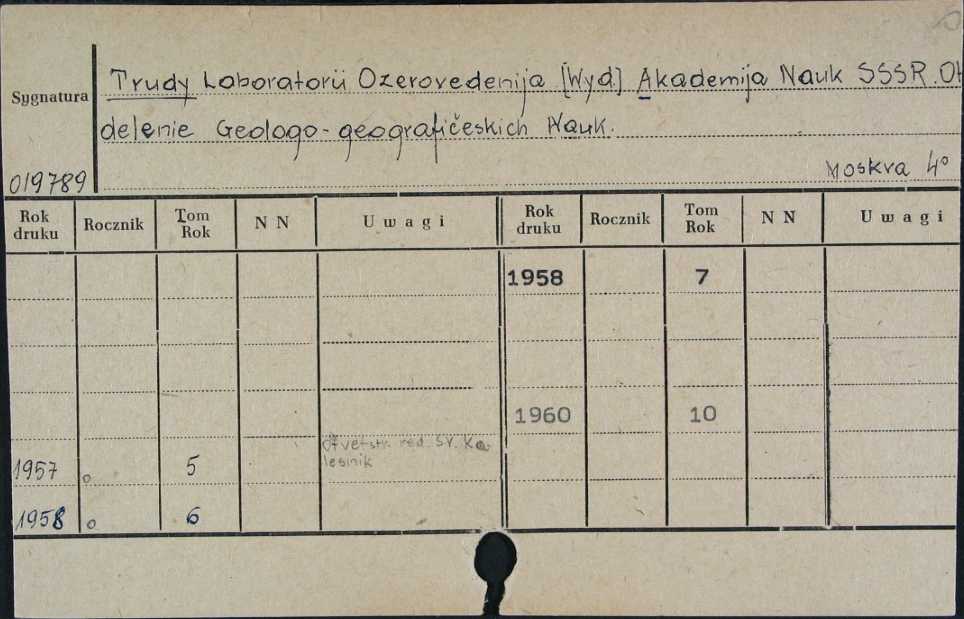 Trudy Laboratorii Ozerovedenija [Wyd.] Akademija Nauk SSSR. Ot
Sygnatura
delenie Geologo-geografičeskich Nauk.
019789
Moskva 4°
Rok druku Rocznik Tom Rok N N Uwagi Rok druku Rocznik Tom Rok N N Uwagi
1958 7
1960 10
Otvetstv. red. S.V. Ka-
1957 o 5 lesnik
1958 o 6